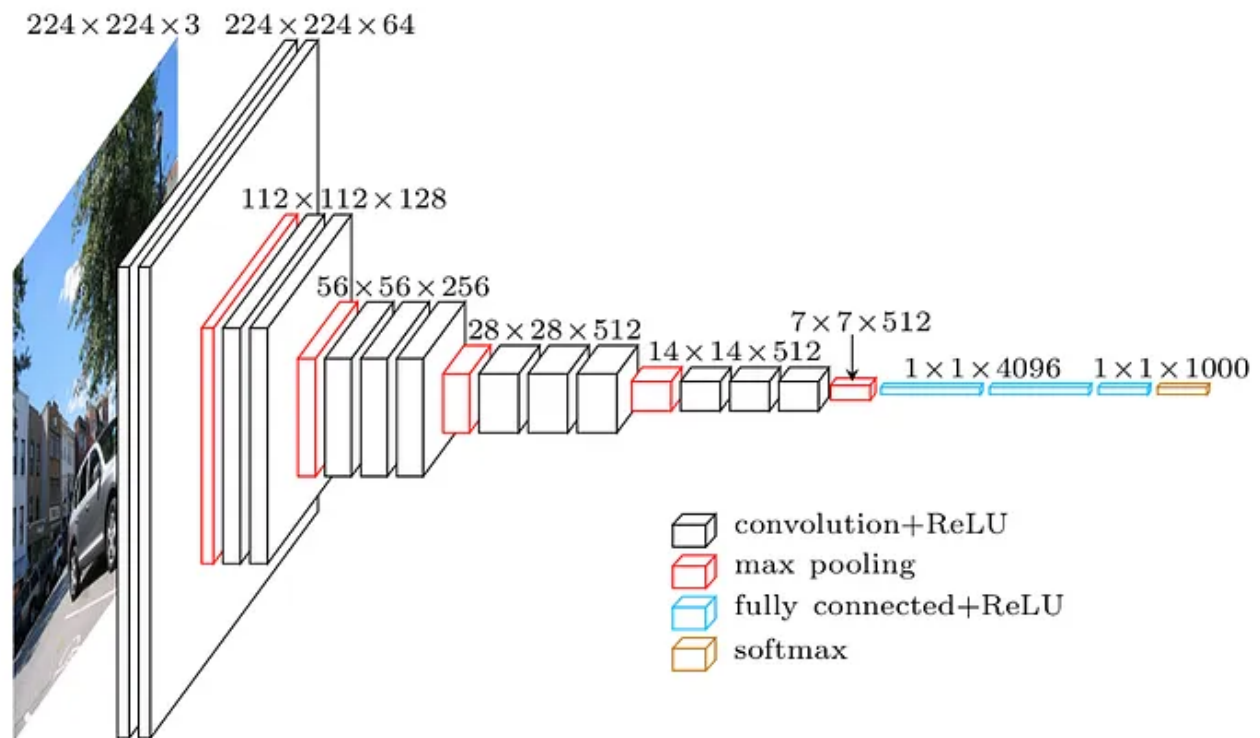 224×224×3
224×224×64
112×112×128
56×56×256
28×28×512
14×14×512
7×7×512
1×1×4096
1×1×1000
convolution+ReLU
max pooling
fully connected+ReLU
softmax